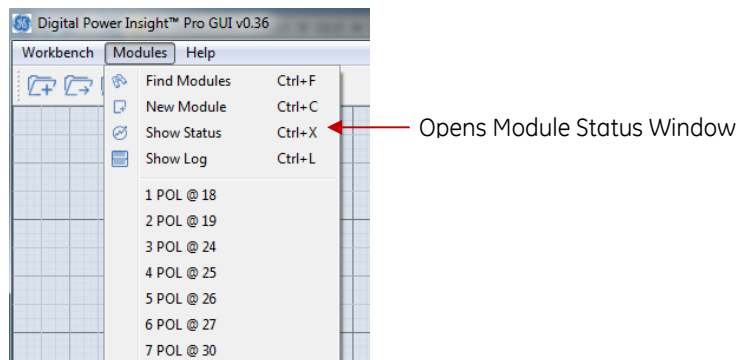 Digital Power Insight™ Pro GUI v0.36
Workbench Modules Help
Find Modules Ctrl+F
New Module Ctrl+C
Show Status Ctrl+X
Opens Module Status Window
Show Log Ctrl+L
1 POL @ 18
2 POL @ 19
3 POL @ 24
4 POL @ 25
5 POL @ 26
6 POL @ 27
7 POL @ 30